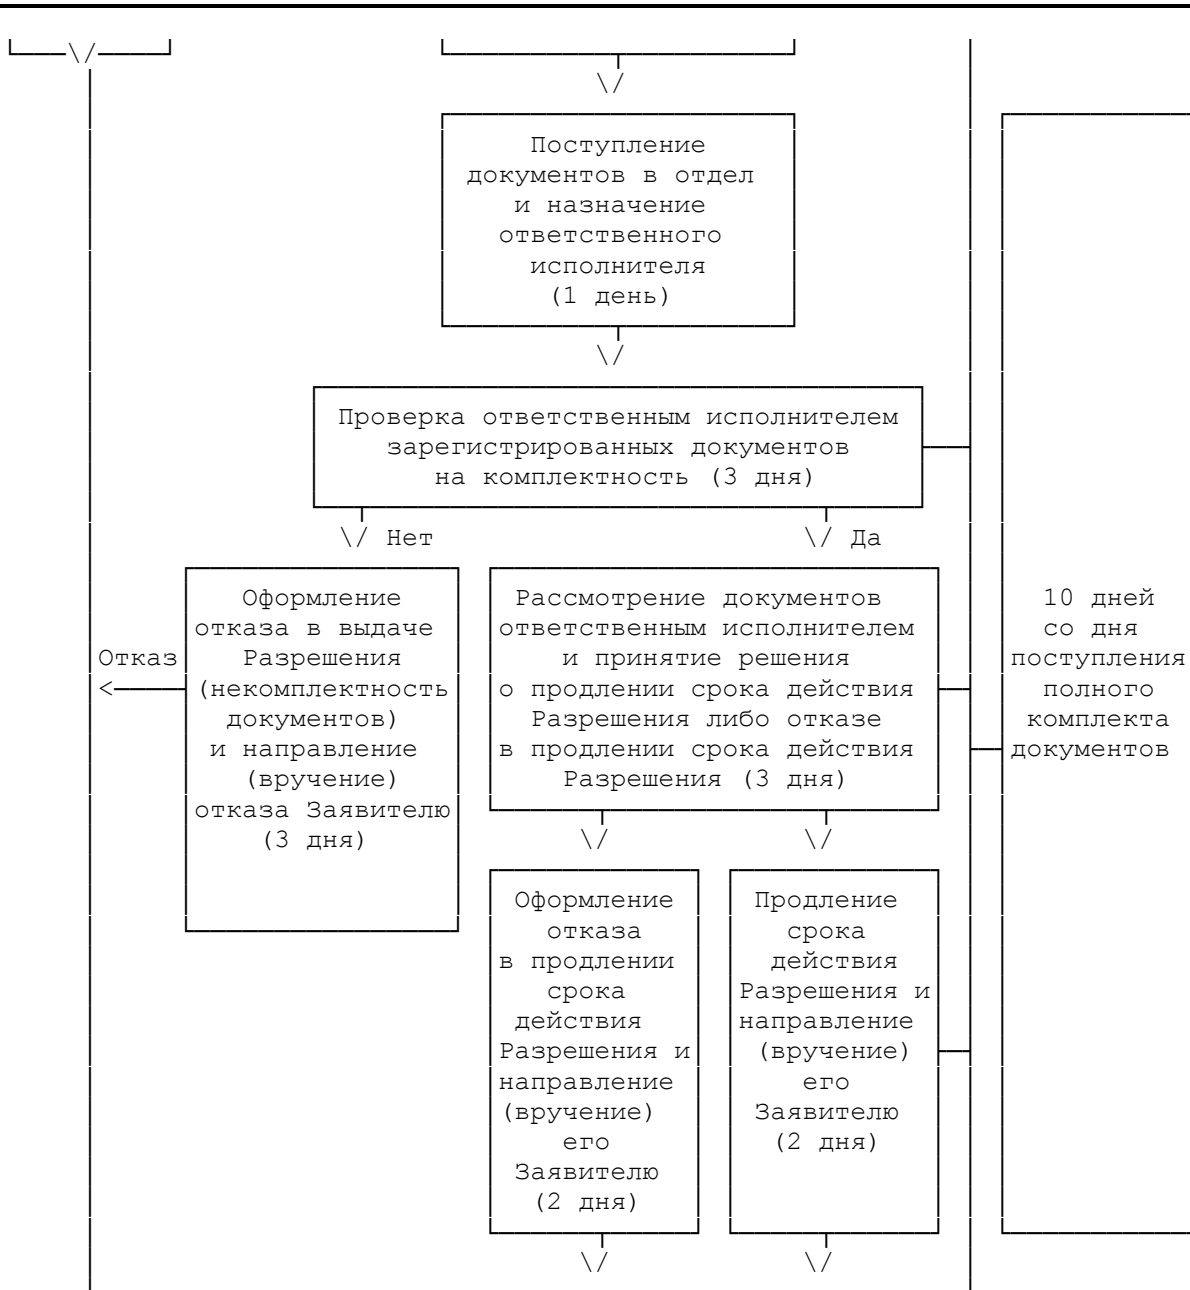 Поступление
документов в отдел
и назначение
ответственного
исполнителя
(1 день)
Проверка ответственным исполнителем
зарегистрированных документов
на комплектность (3 дня)
Нет
Да
Отказ
Оформление
отказа в выдаче
Разрешения
(некомплектность
документов)
и направление
(вручение)
отказа Заявителю
(3 дня)
Рассмотрение документов
ответственным исполнителем
и принятие решения
о продлении срока действия
Разрешения либо отказе
в продлении срока действия
Разрешения (3 дня)
10 дней
со дня
поступления
полного
комплекта
документов
Оформление
отказа
в продлении
срока
действия
Разрешения и
направление
(вручение)
его
Заявителю
(2 дня)
Продление
срока
действия
Разрешения и
направление
(вручение)
его
Заявителю
(2 дня)